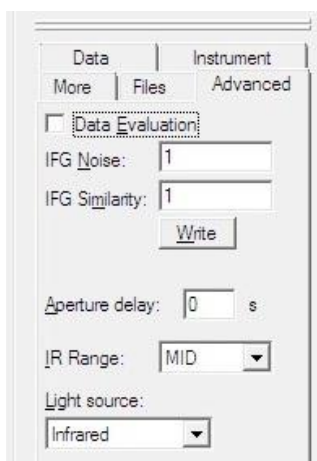 Data Instrument
More Files Advanced
Data Evaluation
IFG Noise: 1
IFG Similarity: 1
Write
Aperture delay: 0 s
IR Range: MID
Light source:
Infrared